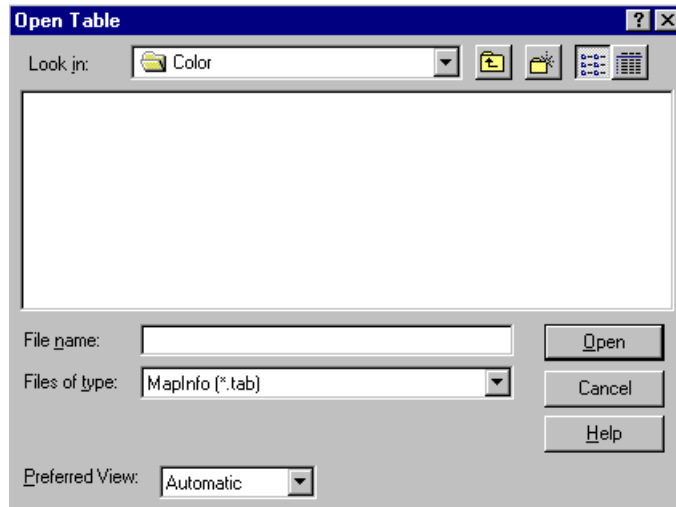 Open Table
Look in: Color
File name: Open
Files of type: MapInfo (*.tab) Cancel
Help
Preferred View: Automatic